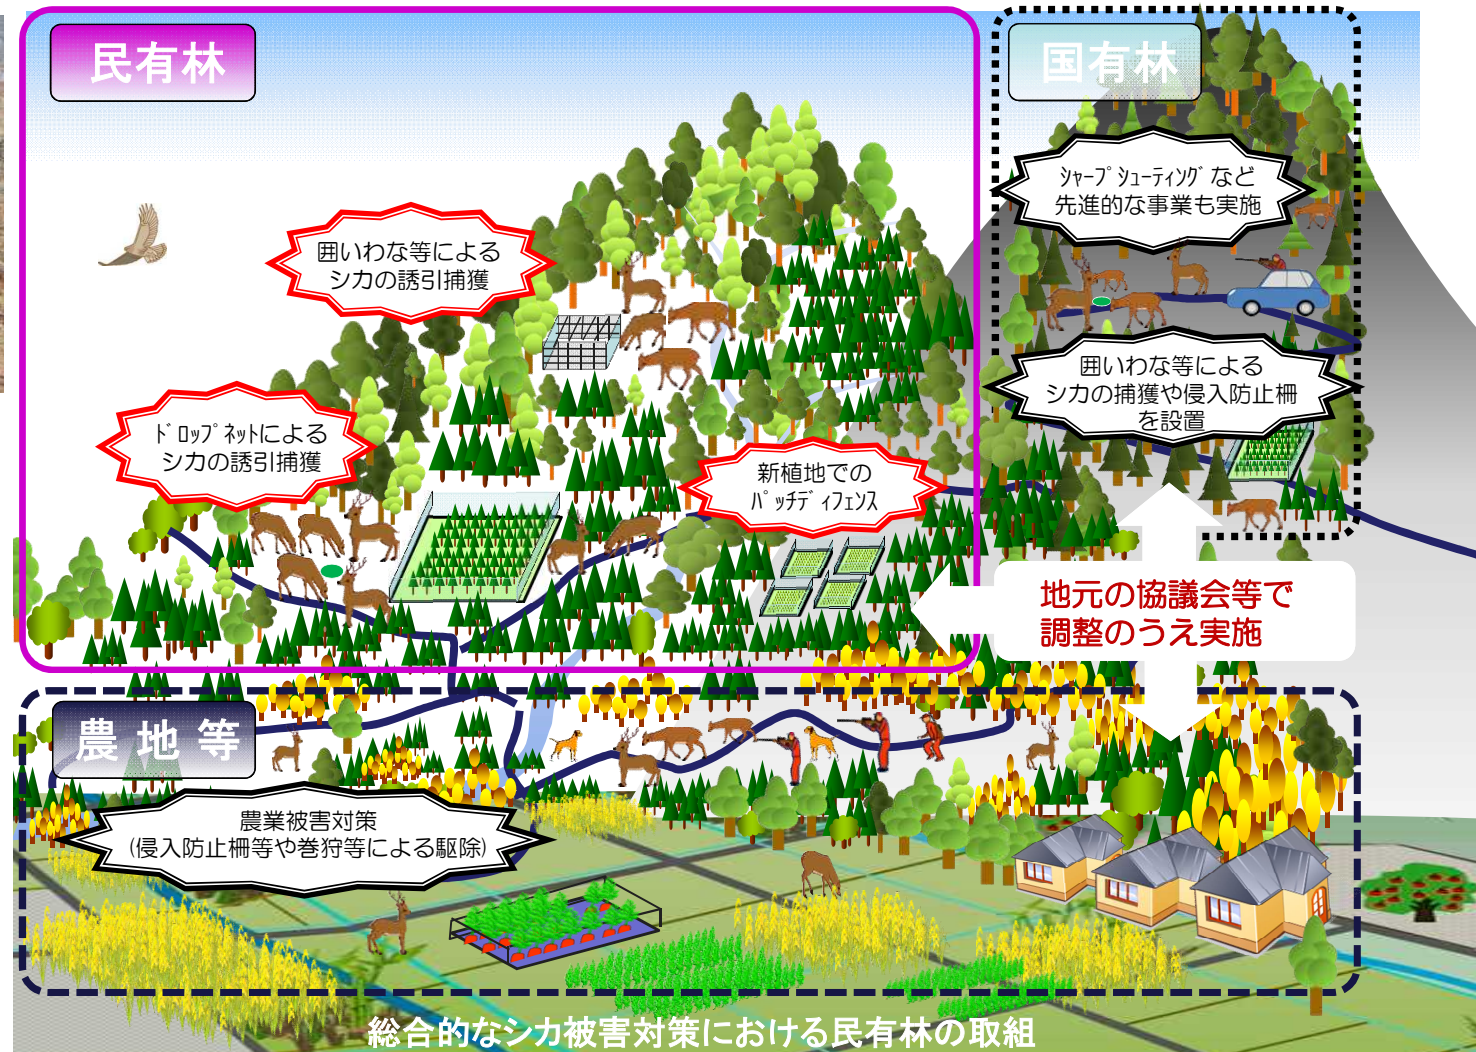 民有林
国有林
シャープシューティングなど
先進的な事業も実施
囲いわな等による
シカの誘引捕獲
囲いわな等による
シカの捕獲や侵入防止柵
を設置
ドロップネットによる
シカの誘引捕獲
新植地での
パッチディフェンス
地元の協議会等で
調整のうえ実施
農地等
農業被害対策
(侵入防止柵等や巻狩等による駆除)
総合的なシカ被害対策における民有林の取組